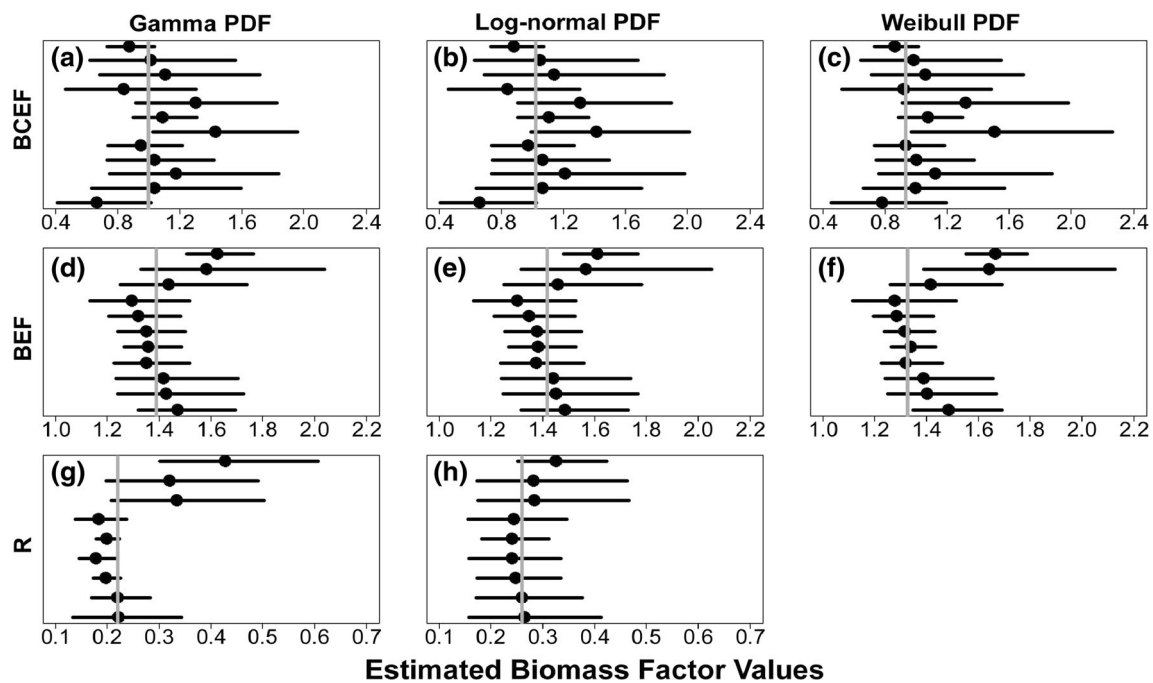 Gamma PDF Log-normal PDF Weibull PDF
BCEF
(a) (b) (c)
0.4 0.8 1.2 1.6 2.0 2.4 0.4 0.8 1.2 1.6 2.0 2.4 0.4 0.8 1.2 1.6 2.0 2.4
BEF
(d) (e) (f)
1.0 1.2 1.4 1.6 1.8 2.0 2.2 1.0 1.2 1.4 1.6 1.8 2.0 2.2 1.0 1.2 1.4 1.6 1.8 2.0 2.2
R
(g) (h)
0.1 0.2 0.3 0.4 0.5 0.6 0.7 0.1 0.2 0.3 0.4 0.5 0.6 0.7
Estimated Biomass Factor Values